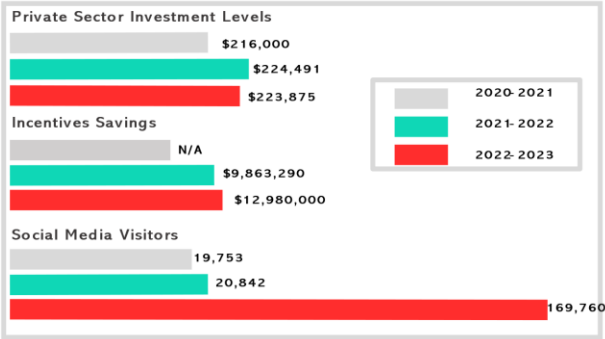 Private Sector Investment Levels
$216,000
$224,491
$223,875
Incentives Savings
N/A
$9,863,290
$12,980,000
Social Media Visitors
19,753
20,842
169,760
2020-2021
2021-2022
2022-2023